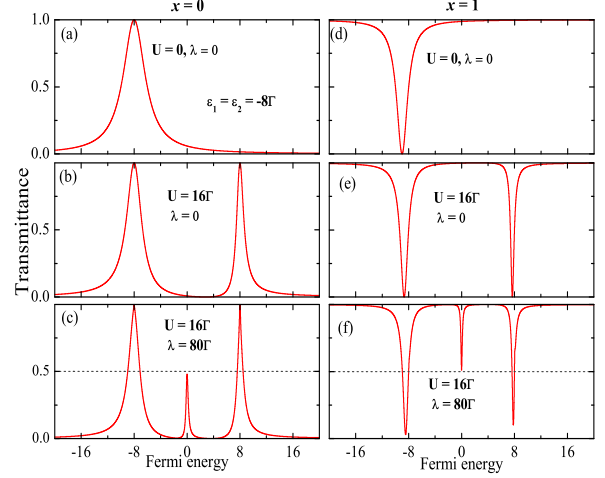 x = 0
x = 1
(a)
U = 0, λ = 0
ε1 = ε2 = -8Γ
1.0
0.5
0.0
(d)
U = 0, λ = 0
(b)
U = 16Γ
λ = 0
0.5
0.0
(e)
U = 16Γ
λ = 0
Transmittance
(c)
U = 16Γ
λ = 80Γ
0.5
0.0
(f)
U = 16Γ
λ = 80Γ
-16 -8 0 8 16
-16 -8 0 8 16
Fermi energy
Fermi energy